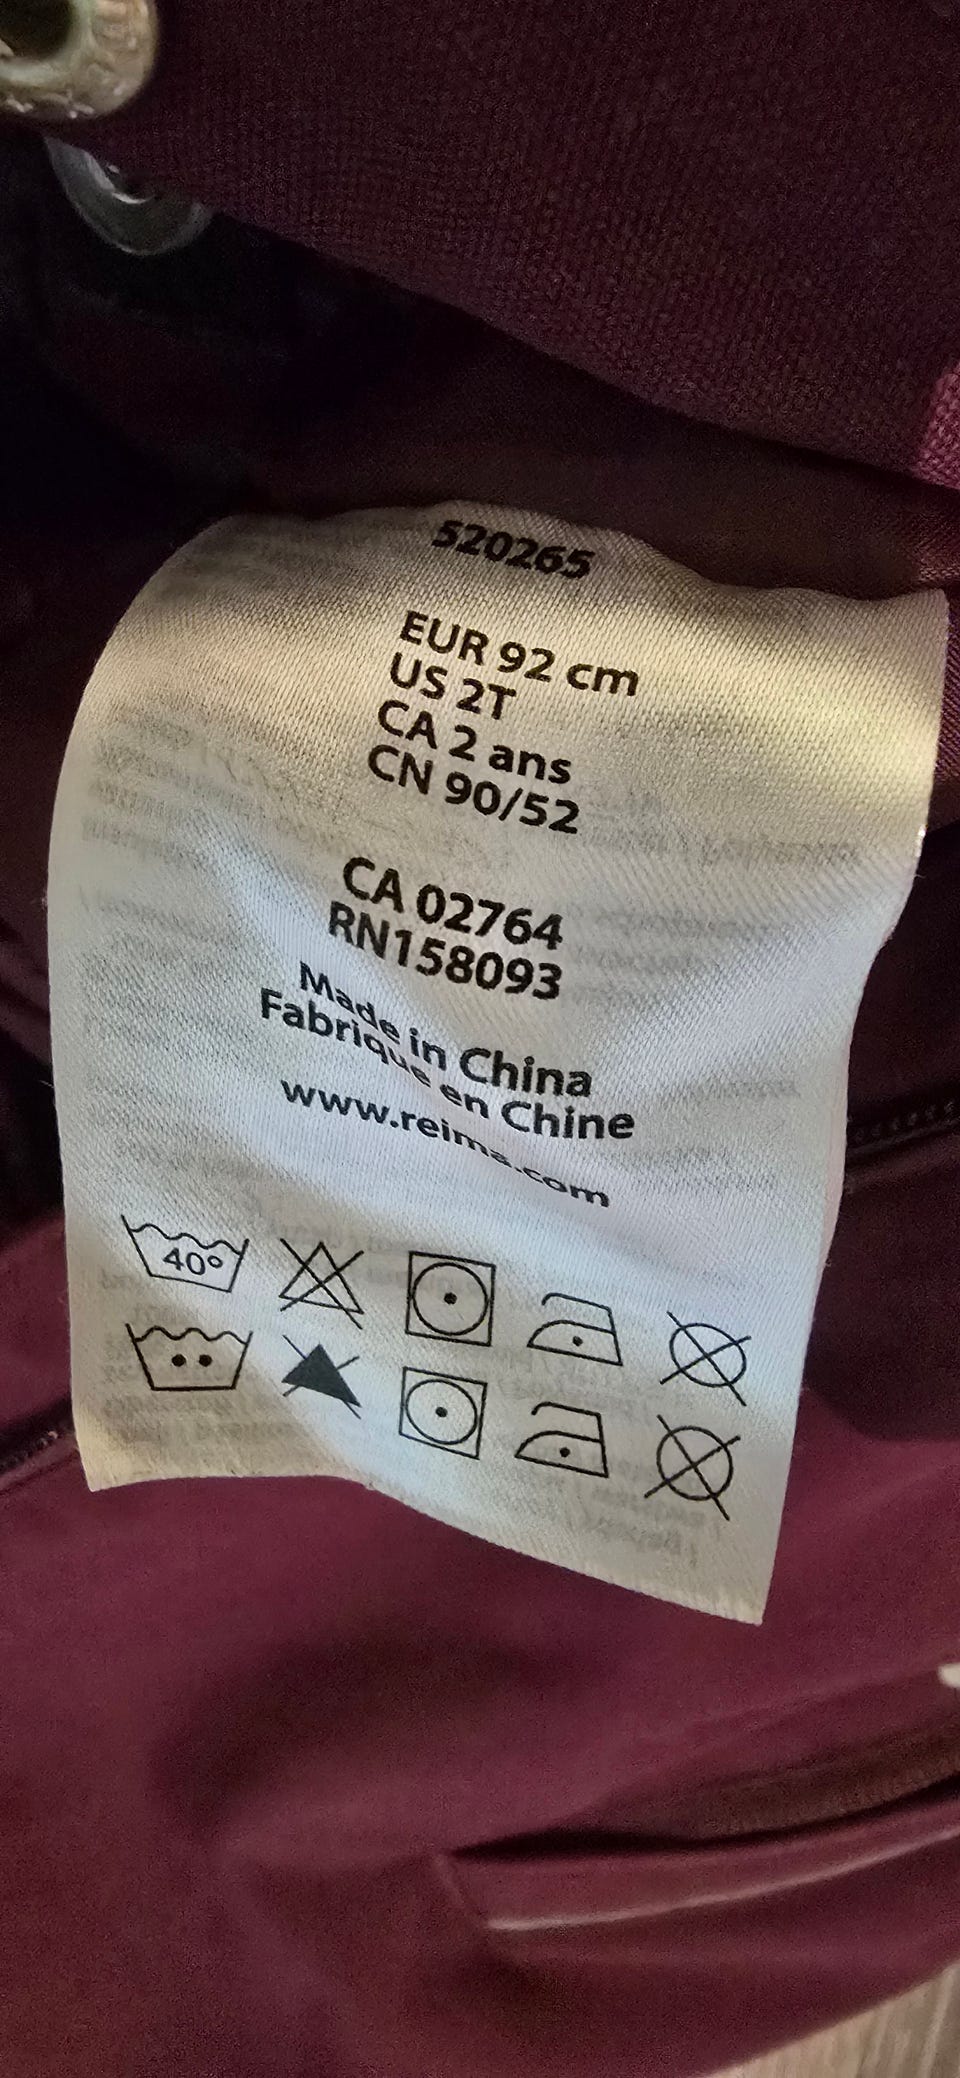 520265
EUR 92 cm
US 2T
CA 2 ans
CN 90/52
CA 02764
RN158093
Made in China
Fabriqué en Chine
www.reima.com
40°